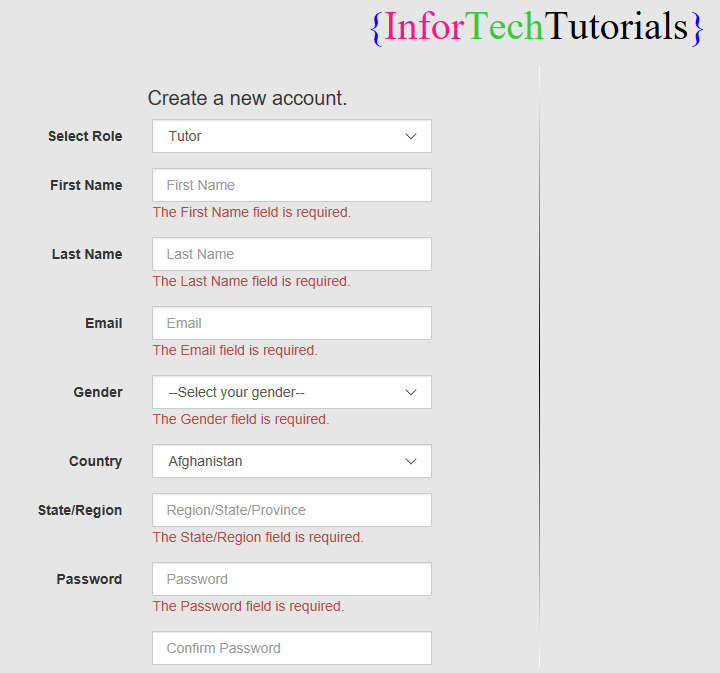 {InforTechTutorials}
Create a new account.
Select Role Tutor
First Name First Name
The First Name field is required.
Last Name Last Name
The Last Name field is required.
Email Email
The Email field is required.
Gender --Select your gender--
The Gender field is required.
Country Afghanistan
State/Region Region/State/Province
The State/Region field is required.
Password Password
The Password field is required.
Confirm Password